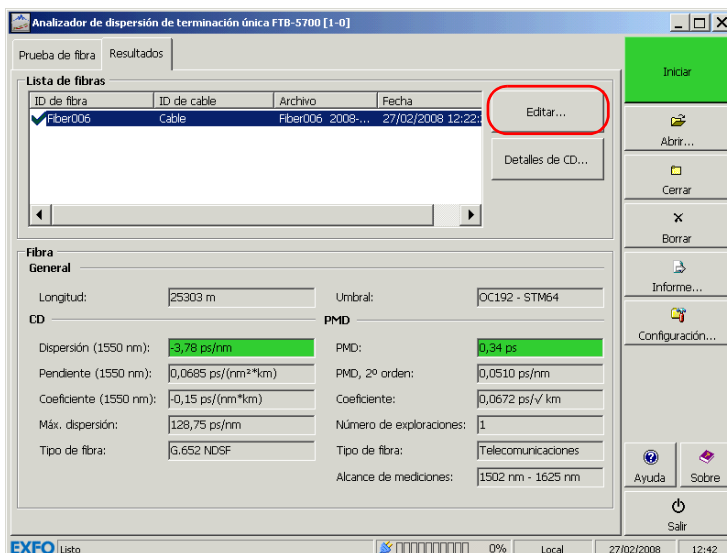 Analizador de dispersión de terminación única FTB-5700 [1-0]
Prueba de fibra Resultados
Lista de fibras
ID de fibra ID de cable Archivo Fecha
Fiber006 Cable Fiber006 2008-... 27/02/2008 12:22:
Editar...
Detalles de CD...
Fibra
General
Longitud: 25303 m Umbral: OC192 - STM64
CD PMD
Dispersión (1550 nm): -3,78 ps/nm PMD: 0,34 ps
Pendiente (1550 nm): 0,0685 ps/(nm²*km) PMD, 2º orden: 0,0510 ps/nm
Coeficiente (1550 nm): -0,15 ps/(nm*km) Coeficiente: 0,0672 ps/√ km
Máx. dispersión: 128,75 ps/nm Número de exploraciones: 1
Tipo de fibra: G.652 NDSF Tipo de fibra: Telecomunicaciones
Alcance de mediciones: 1502 nm - 1625 nm
Iniciar
Abrir...
Cerrar
Borrar
Informe...
Configuración...
Ayuda Sobre
Salir
EXFO Listo 0% Local 27/02/2008 12:42